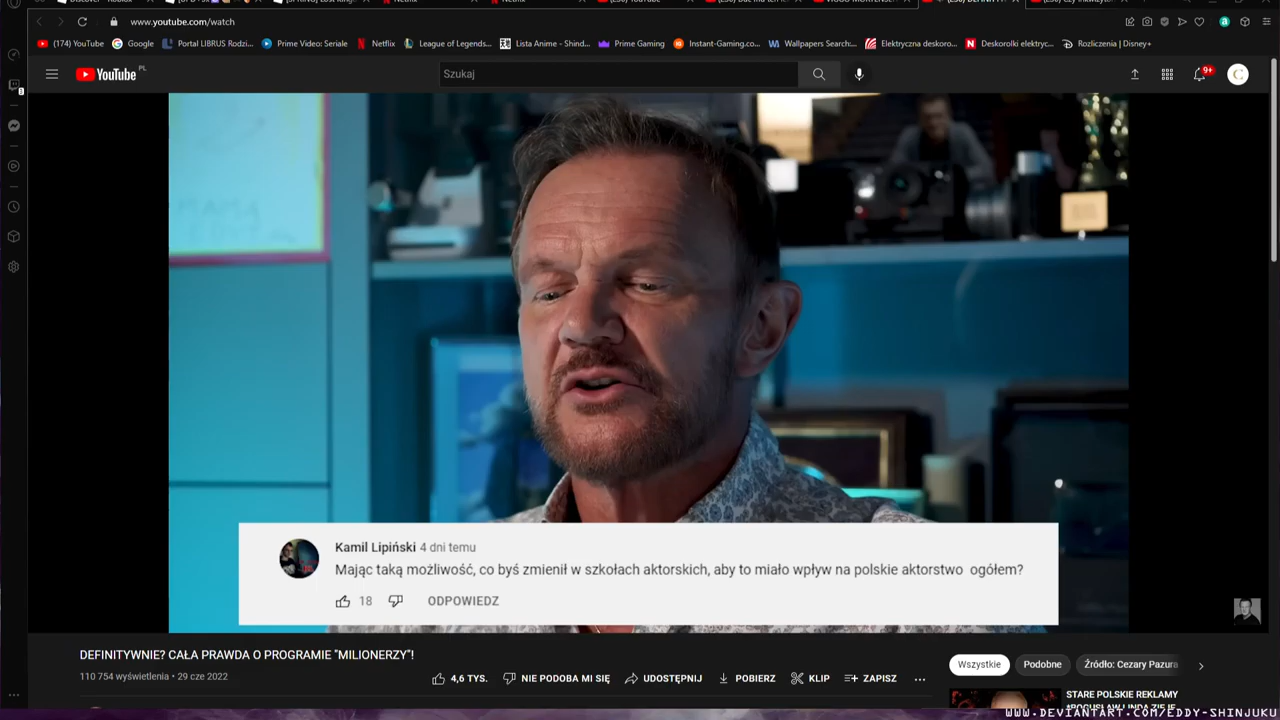 www.youtube.com/watch
(174) YouTube
Google
Portal LIBRUS Rodzi...
Prime Video: Seriale
Netflix
League of Legends...
Lista Anime - Shind...
Prime Gaming
Instant-Gaming.co...
Wallpapers Search:...
Elektryczna deskoro...
Deskorolki elektryc...
Rozliczenia | Disney+
YouTube PL
Szukaj
9+
C
Kamil Lipiński 4 dni temu
Mając taką możliwość, co byś zmienił w szkołach aktorskich, aby to miało wpływ na polskie aktorstwo ogółem?
18
ODPOWIEDZ
DEFINITYWNIE? CAŁA PRAWDA O PROGRAMIE "MILIONERZY"!
110 754 wyświetlenia • 29 cze 2022
4,6 TYS.
NIE PODOBA MI SIĘ
UDOSTĘPNIJ
POBIERZ
KLIP
ZAPISZ
...
Wszystkie
Podobne
Źródło: Cezary Pazura
STARE POLSKIE REKLAMY
WWW.DEVIANTART.COM/EDDY-SHINJUKU